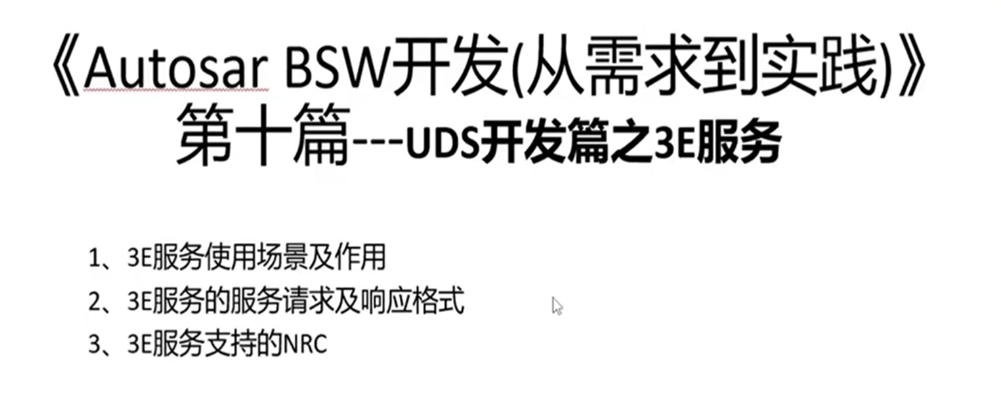 《Autosar BSW开发(从需求到实践)》
第十篇---UDS开发篇之3E服务
1、3E服务使用场景及作用
2、3E服务的服务请求及响应格式
3、3E服务支持的NRC